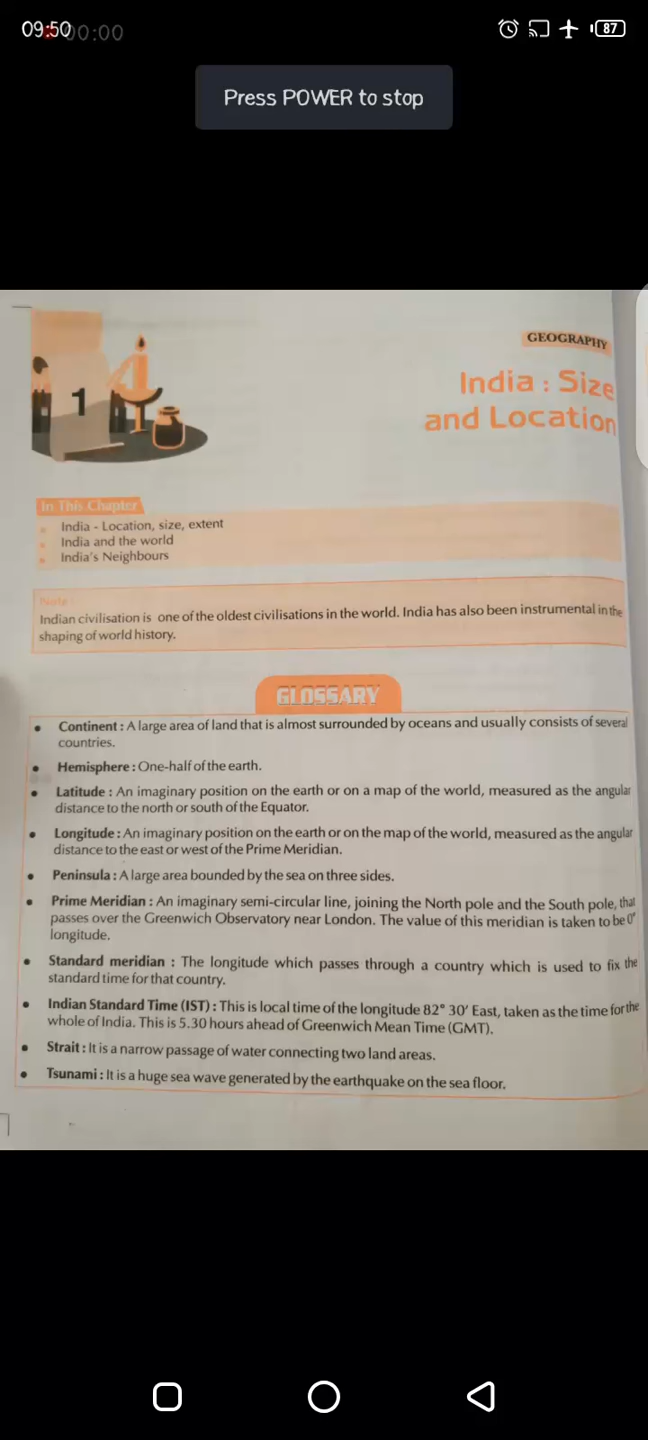 09:50
00:00
87
Press POWER to stop
GEOGRAPHY
1
India : Size
and Location
In This Chapter
India - Location, size, extent
India and the world
India's Neighbours
Note
Indian civilisation is one of the oldest civilisations in the world. India has also been instrumental in the
shaping of world history.
GLOSSARY
• Continent : A large area of land that is almost surrounded by oceans and usually consists of several
countries.
• Hemisphere : One-half of the earth.
• Latitude : An imaginary position on the earth or on a map of the world, measured as the angular
distance to the north or south of the Equator.
• Longitude : An imaginary position on the earth or on the map of the world, measured as the angular
distance to the east or west of the Prime Meridian.
• Peninsula : A large area bounded by the sea on three sides.
• Prime Meridian : An imaginary semi-circular line, joining the North pole and the South pole, that
passes over the Greenwich Observatory near London. The value of this meridian is taken to be 0°
longitude.
• Standard meridian : The longitude which passes through a country which is used to fix the
standard time for that country.
• Indian Standard Time (IST) : This is local time of the longitude 82° 30' East, taken as the time for the
whole of India. This is 5.30 hours ahead of Greenwich Mean Time (GMT).
• Strait : It is a narrow passage of water connecting two land areas.
• Tsunami : It is a huge sea wave generated by the earthquake on the sea floor.